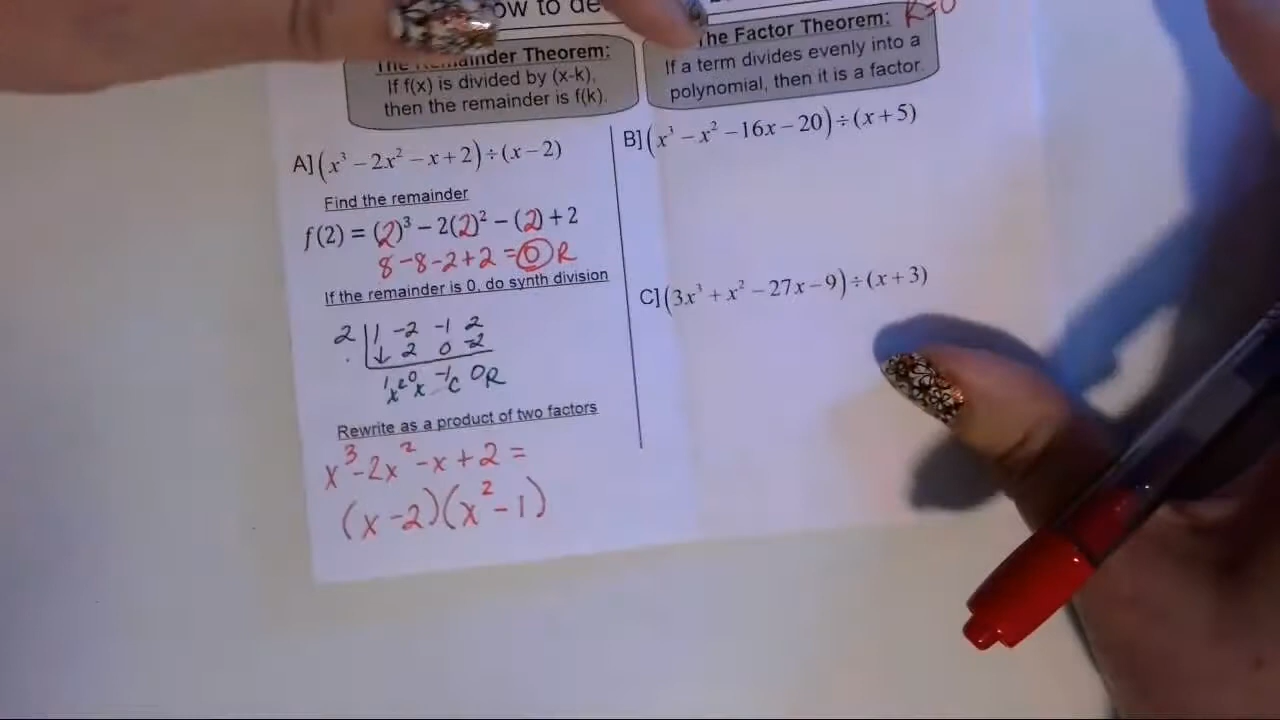 ow to de
The Remainder Theorem:
If f(x) is divided by (x-k),
then the remainder is f(k).
The Factor Theorem: R=0
If a term divides evenly into a
polynomial, then it is a factor.
A] (x³ − 2x² − x + 2) ÷ (x − 2)
Find the remainder
f(2) = (2)³ − 2(2)² − (2) + 2
8 − 8 − 2 + 2 = 0 R
If the remainder is 0, do synth division
2 1 -2 -1 2
↓ 2 0 -2
1x² 0x -1c 0R
Rewrite as a product of two factors
x³ - 2x² - x + 2 =
(x - 2)(x² - 1)
B] (x³ − x² − 16x − 20) ÷ (x + 5)
C] (3x³ + x² − 27x − 9) ÷ (x + 3)